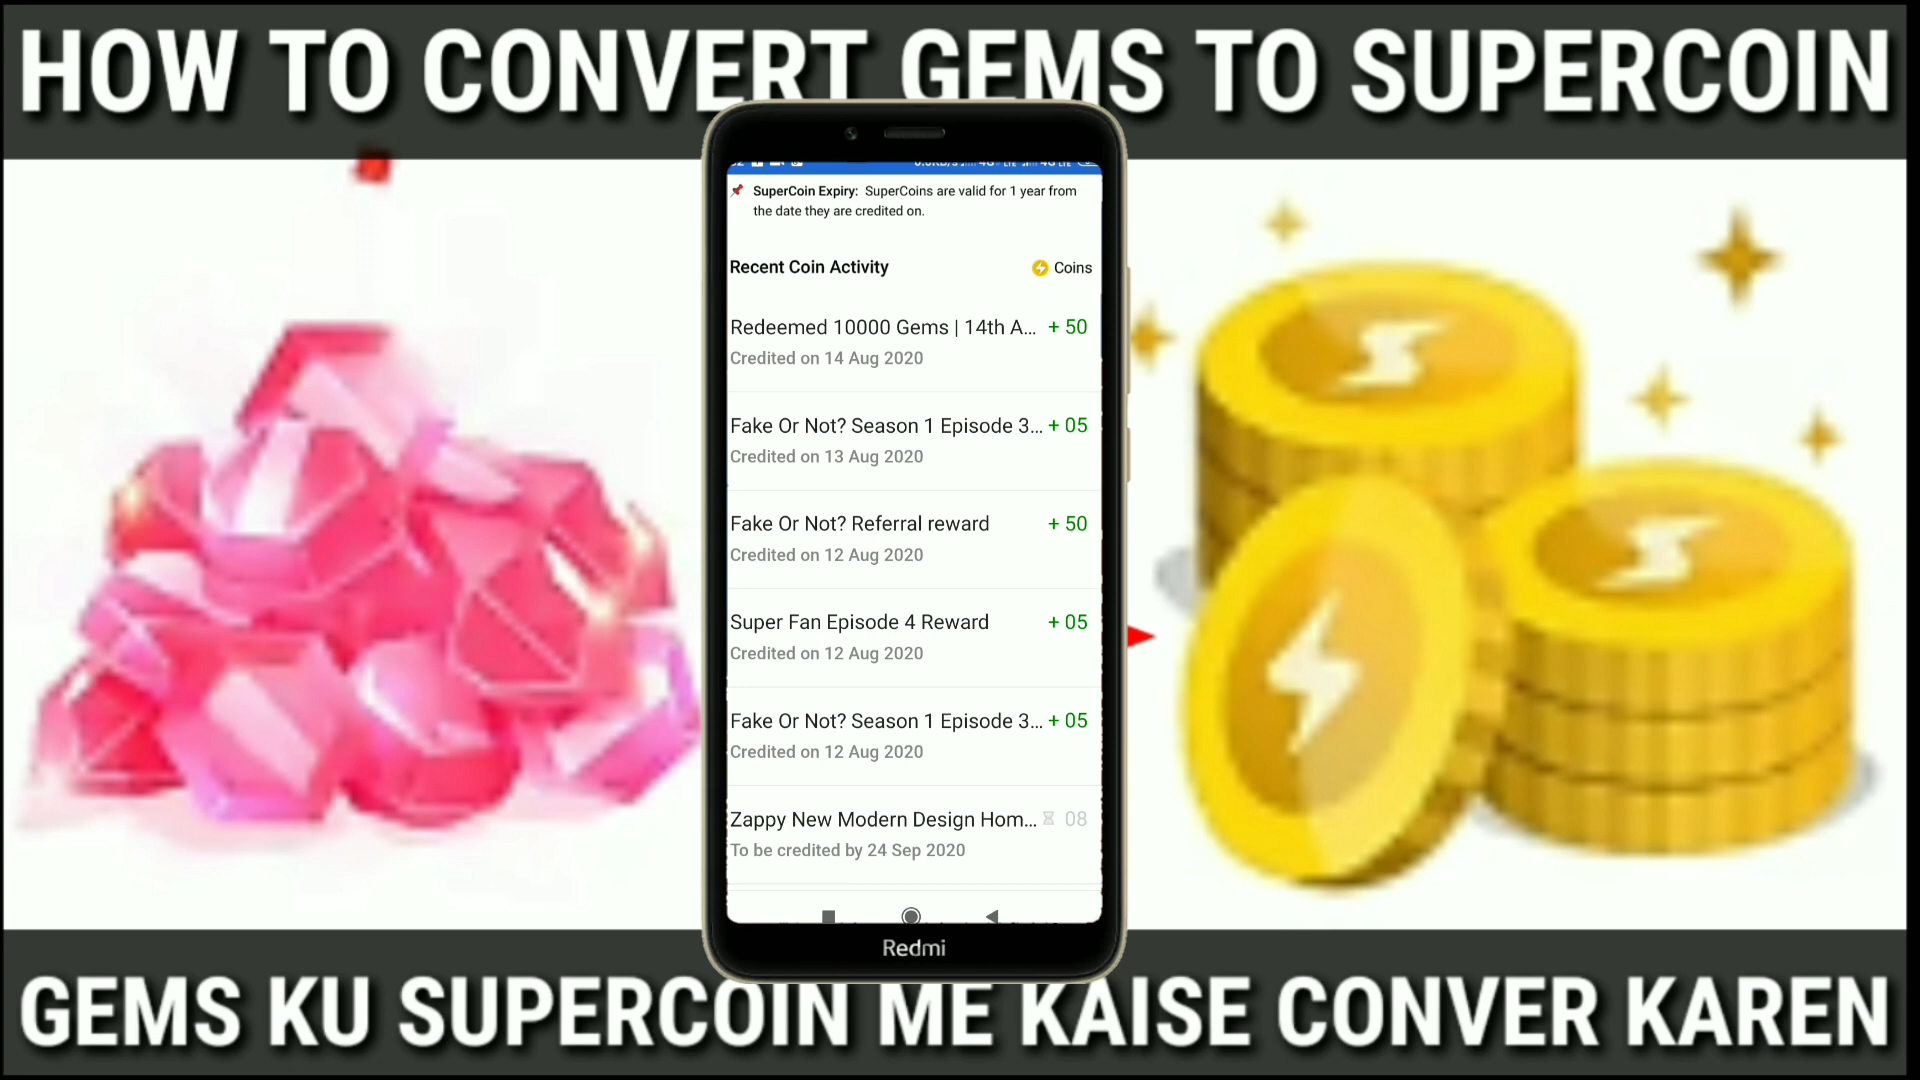 HOW TO CONVERT GEMS TO SUPERCOIN
SuperCoin Expiry: SuperCoins are valid for 1 year from
the date they are credited on.
Recent Coin Activity Coins
Redeemed 10000 Gems | 14th A... + 50
Credited on 14 Aug 2020
Fake Or Not? Season 1 Episode 3... + 05
Credited on 13 Aug 2020
Fake Or Not? Referral reward + 50
Credited on 12 Aug 2020
Super Fan Episode 4 Reward + 05
Credited on 12 Aug 2020
Fake Or Not? Season 1 Episode 3... + 05
Credited on 12 Aug 2020
Zappy New Modern Design Hom... 08
To be credited by 24 Sep 2020
Redmi
GEMS KU SUPERCOIN ME KAISE CONVER KAREN